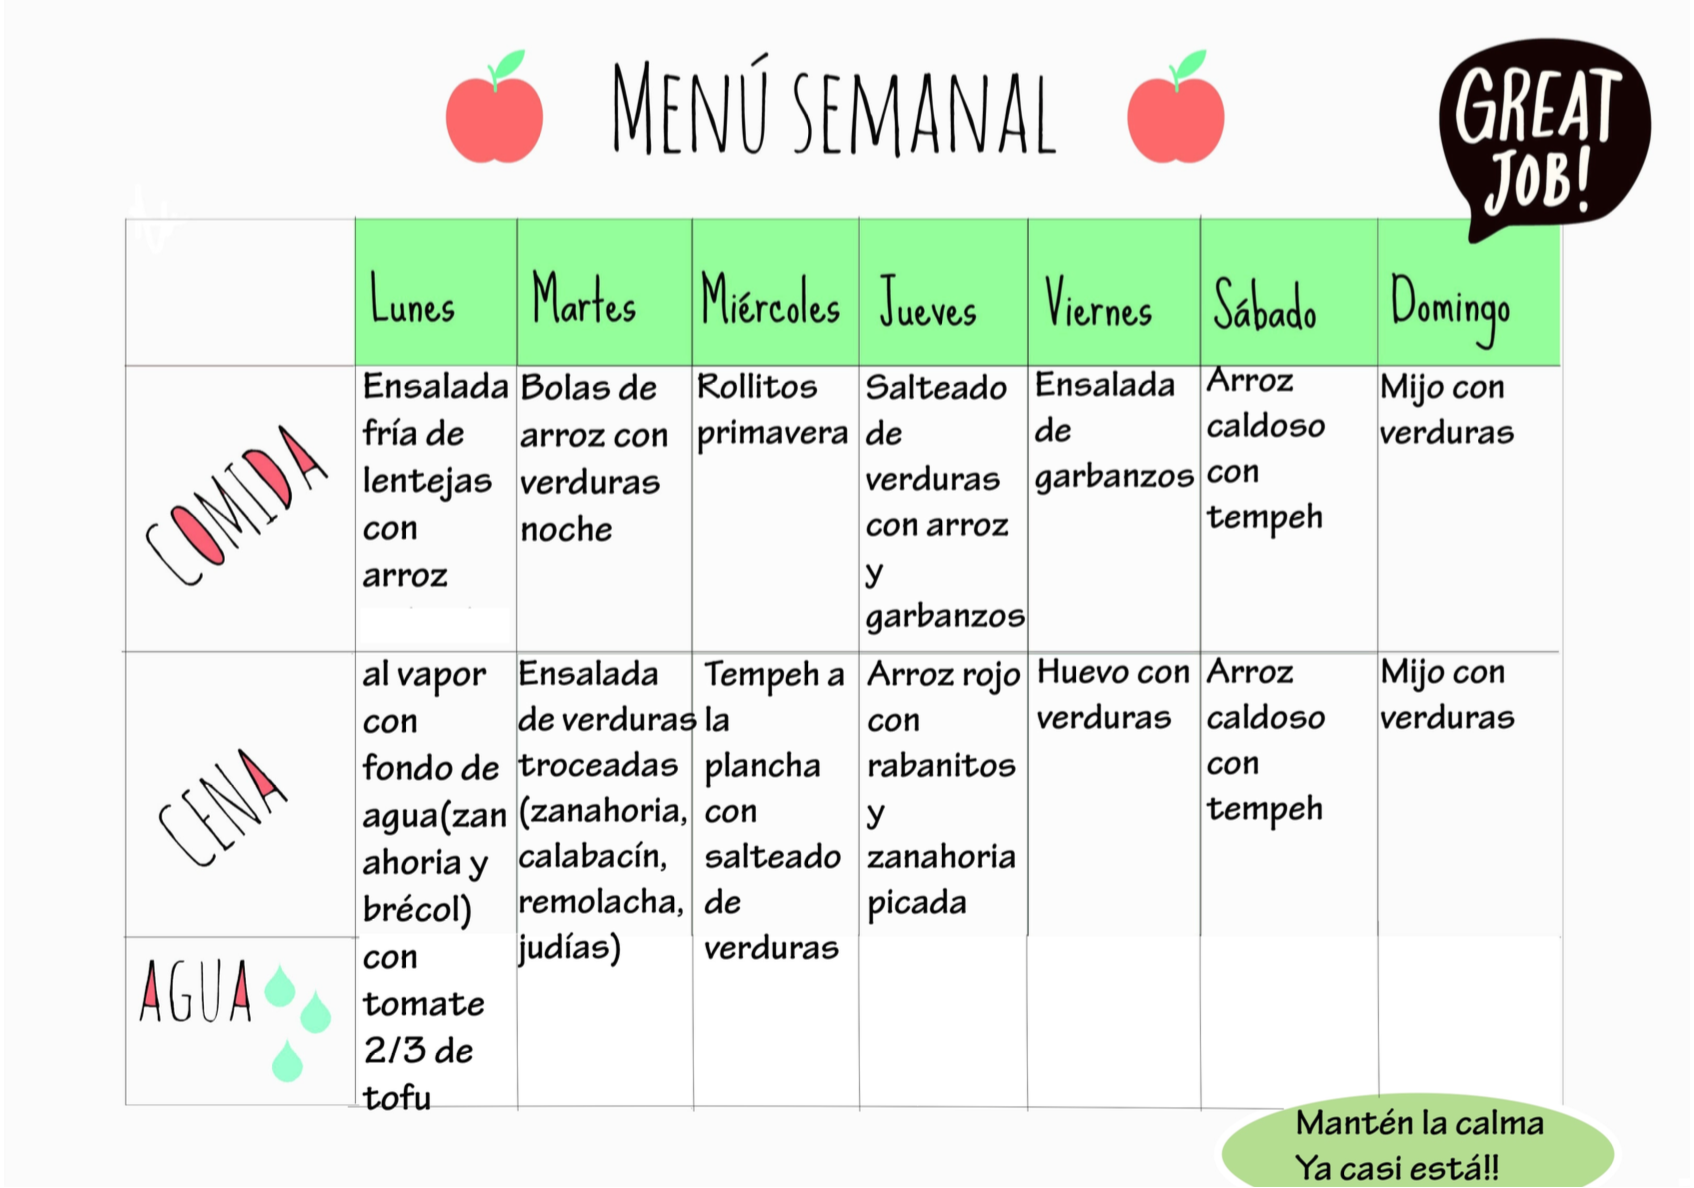 MENÚ SEMANAL
GREAT
JOB!
Lunes
Martes
Miércoles
Jueves
Viernes
Sábado
Domingo
COMIDA
Ensalada
fría de
lentejas
con
arroz
Bolas de
arroz con
verduras
noche
Rollitos
primavera
Salteado
de
verduras
con arroz
y
garbanzos
Ensalada
de
garbanzos
Arroz
caldoso
con
tempeh
Mijo con
verduras
CENA
al vapor
con
fondo de
agua(zan
ahoria y
brécol)
con
tomate
2/3 de
tofu
Ensalada
de verduras
troceadas
(zanahoria,
calabacín,
remolacha,
judías)
Tempeh a
la
plancha
con
salteado
de
verduras
Arroz rojo
con
rabanitos
y
zanahoria
picada
Huevo con
verduras
Arroz
caldoso
con
tempeh
Mijo con
verduras
AGUA
Mantén la calma
Ya casi está!!